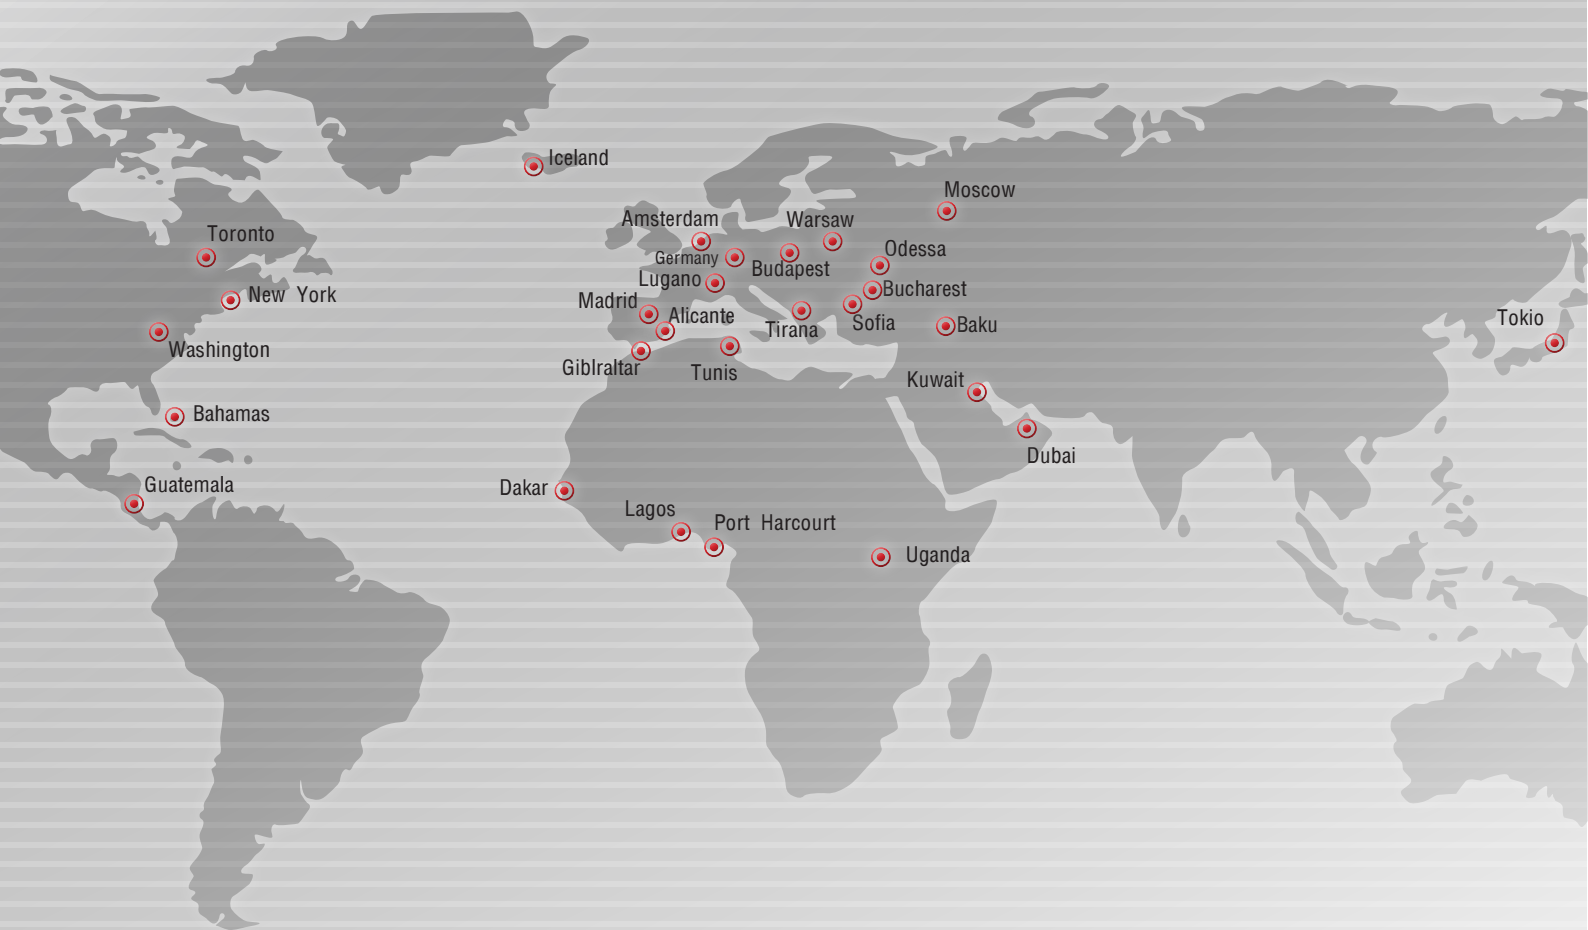 Iceland
Moscow
Amsterdam
Warsaw
Toronto
Odessa
Germany
Budapest
Lugano
Bucharest
New York
Madrid
Alicante
Tokio
Sofia
Baku
Tirana
Washington
Giblraltar
Tunis
Kuwait
Bahamas
Dubai
Guatemala
Dakar
Lagos
Port Harcourt
Uganda